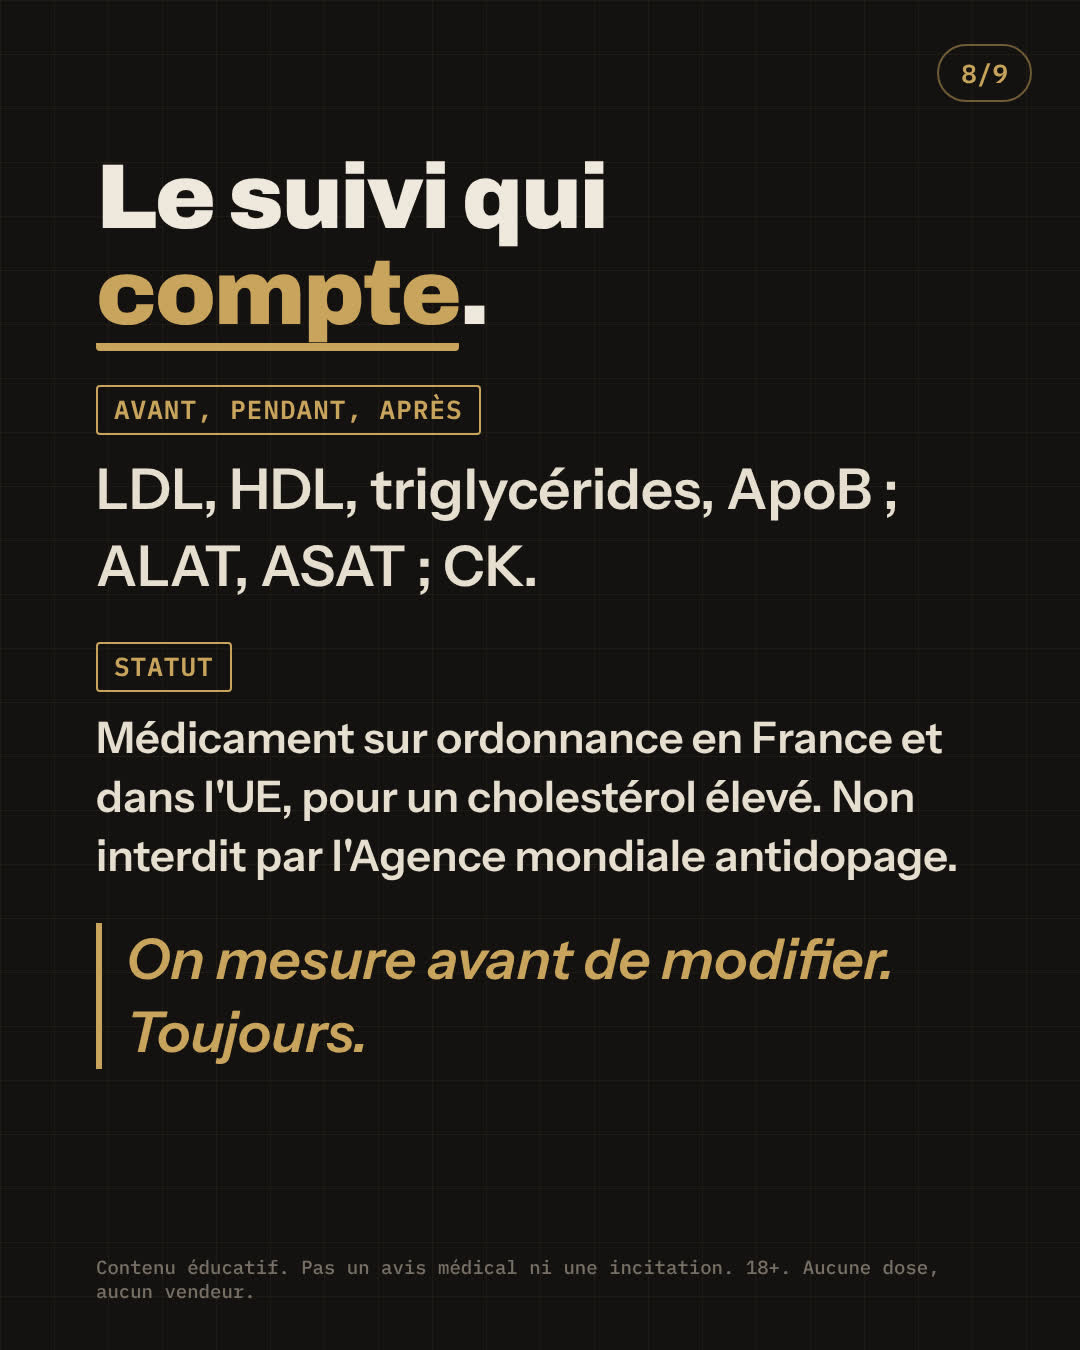 8/9
Le suivi qui
compte.
AVANT, PENDANT, APRÈS
LDL, HDL, triglycérides, ApoB ;
ALAT, ASAT ; CK.
STATUT
Médicament sur ordonnance en France et
dans l'UE, pour un cholestérol élevé. Non
interdit par l'Agence mondiale antidopage.
On mesure avant de modifier.
Toujours.
Contenu éducatif. Pas un avis médical ni une incitation. 18+. Aucune dose,
aucun vendeur.